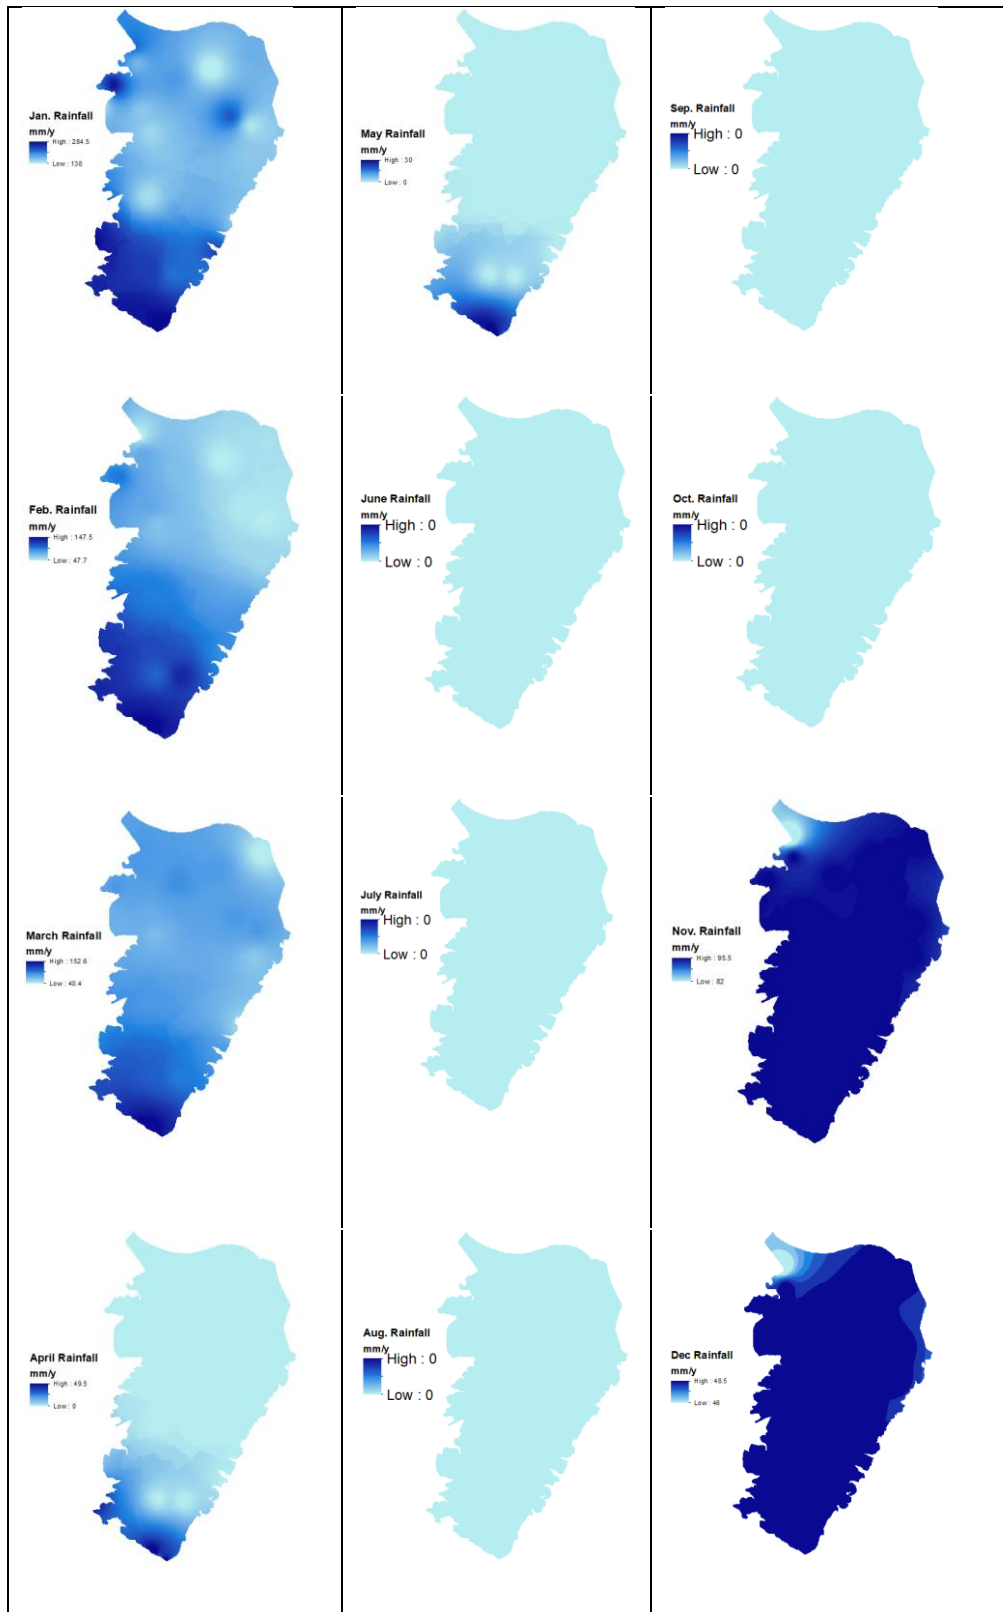 Jan. Rainfall
mm/y
High : 284.5
Low : 138
May Rainfall
mm/y
High : 30
Low : 0
Sep. Rainfall
mm/y
High : 0
Low : 0
Feb. Rainfall
mm/y
High : 147.5
Low : 47.7
June Rainfall
mm/y
High : 0
Low : 0
Oct. Rainfall
mm/y
High : 0
Low : 0
March Rainfall
mm/y
High : 152.6
Low : 40.4
July Rainfall
mm/y
High : 0
Low : 0
Nov. Rainfall
mm/y
High : 95.5
Low : 82
April Rainfall
mm/y
High : 49.5
Low : 0
Aug. Rainfall
mm/y
High : 0
Low : 0
Dec Rainfall
mm/y
High : 48.5
Low : 46